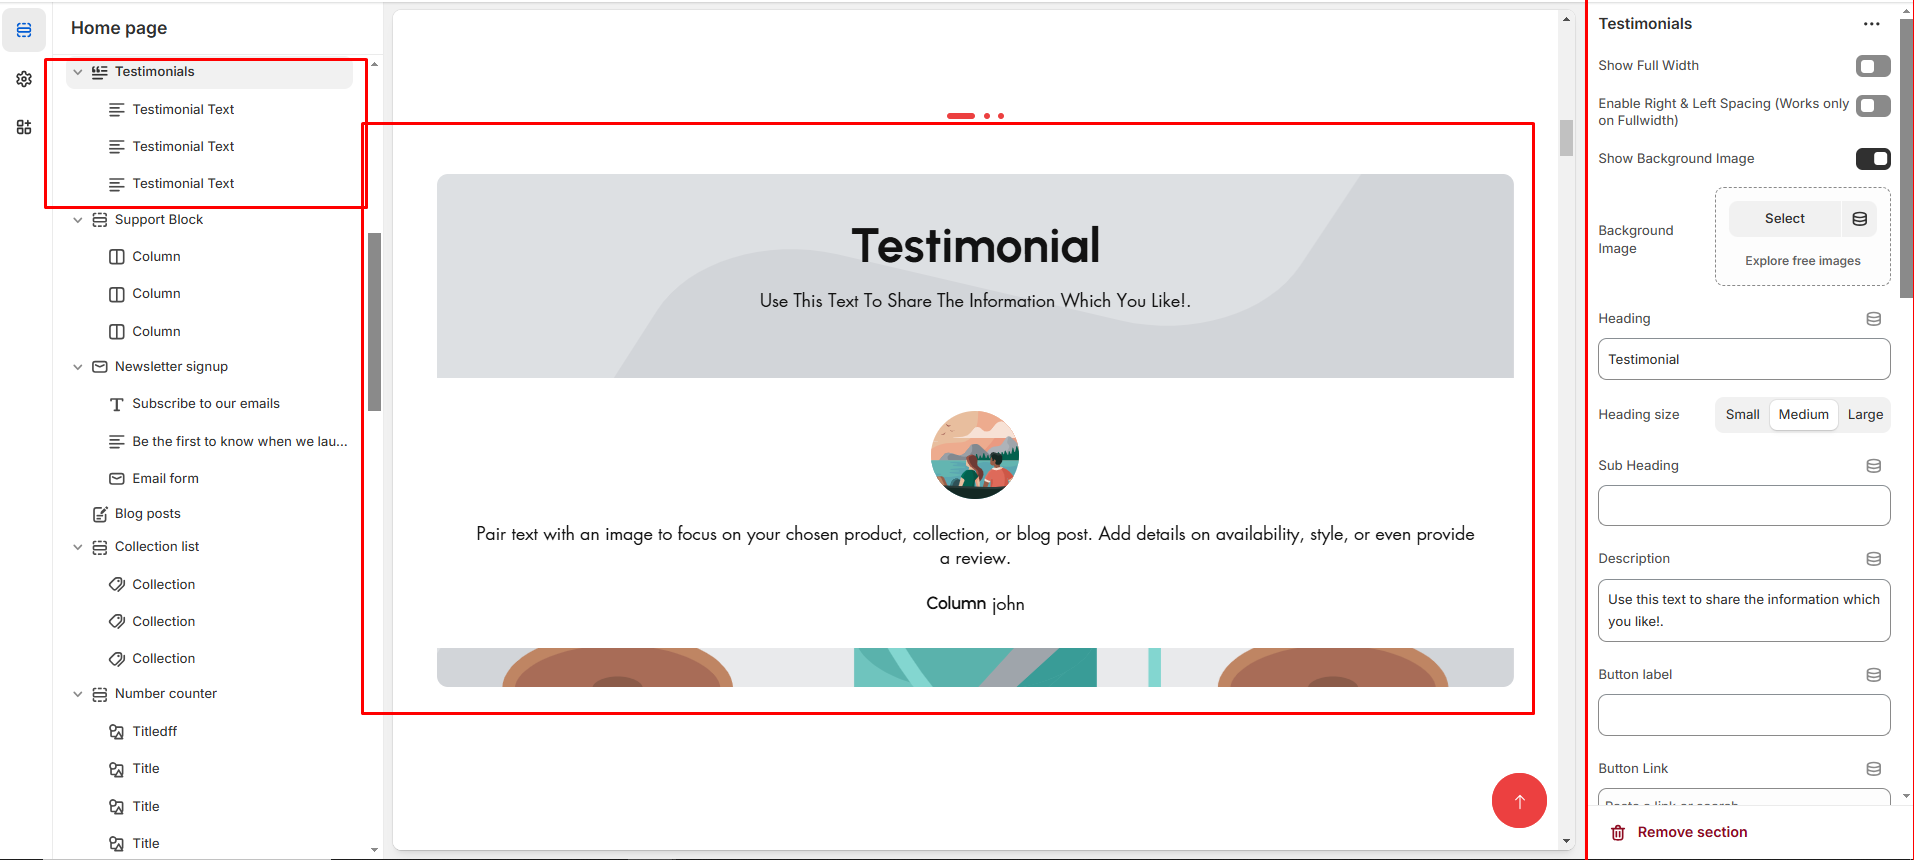 Home page
Testimonials
Testimonial Text
Testimonial Text
Testimonial Text
Support Block
Column
Column
Column
Newsletter signup
Subscribe to our emails
Be the first to know when we lau...
Email form
Blog posts
Collection list
Collection
Collection
Collection
Number counter
Titledff
Title
Title
Title
Testimonial
Use This Text To Share The Information Which You Like!.
Pair text with an image to focus on your chosen product, collection, or blog post. Add details on availability, style, or even provide
a review.
Column john
Testimonials
Show Full Width
Enable Right & Left Spacing (Works only
on Fullwidth)
Show Background Image
Background
Image
Select
Explore free images
Heading
Testimonial
Heading size
Small Medium Large
Sub Heading
Description
Use this text to share the information which
you like!.
Button label
Button Link
Paste a link or search
Remove section